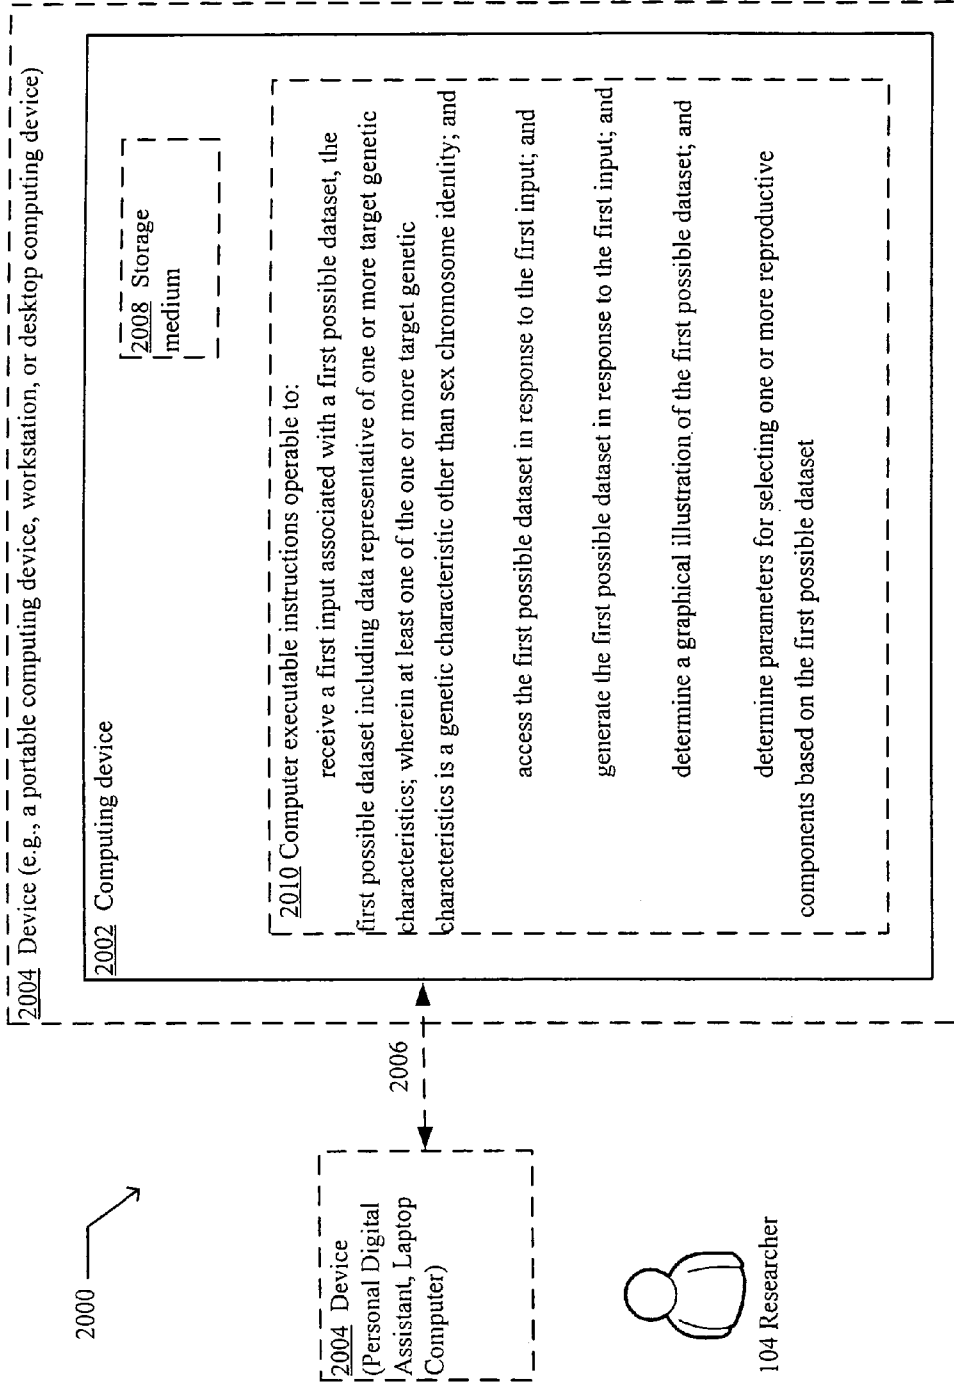 2000
2004 Device (e.g., a portable computing device, workstation, or desktop computing device)
2002 Computing device
2008 Storage
medium
2010 Computer executable instructions operable to:
receive a first input associated with a first possible dataset, the
first possible dataset including data representative of one or more target genetic
characteristics; wherein at least one of the one or more target genetic
characteristics is a genetic characteristic other than sex chromosome identity; and
access the first possible dataset in response to the first input; and
generate the first possible dataset in response to the first input; and
determine a graphical illustration of the first possible dataset; and
determine parameters for selecting one or more reproductive
components based on the first possible dataset
2006
2004 Device
(Personal Digital
Assistant, Laptop
Computer)
104 Researcher